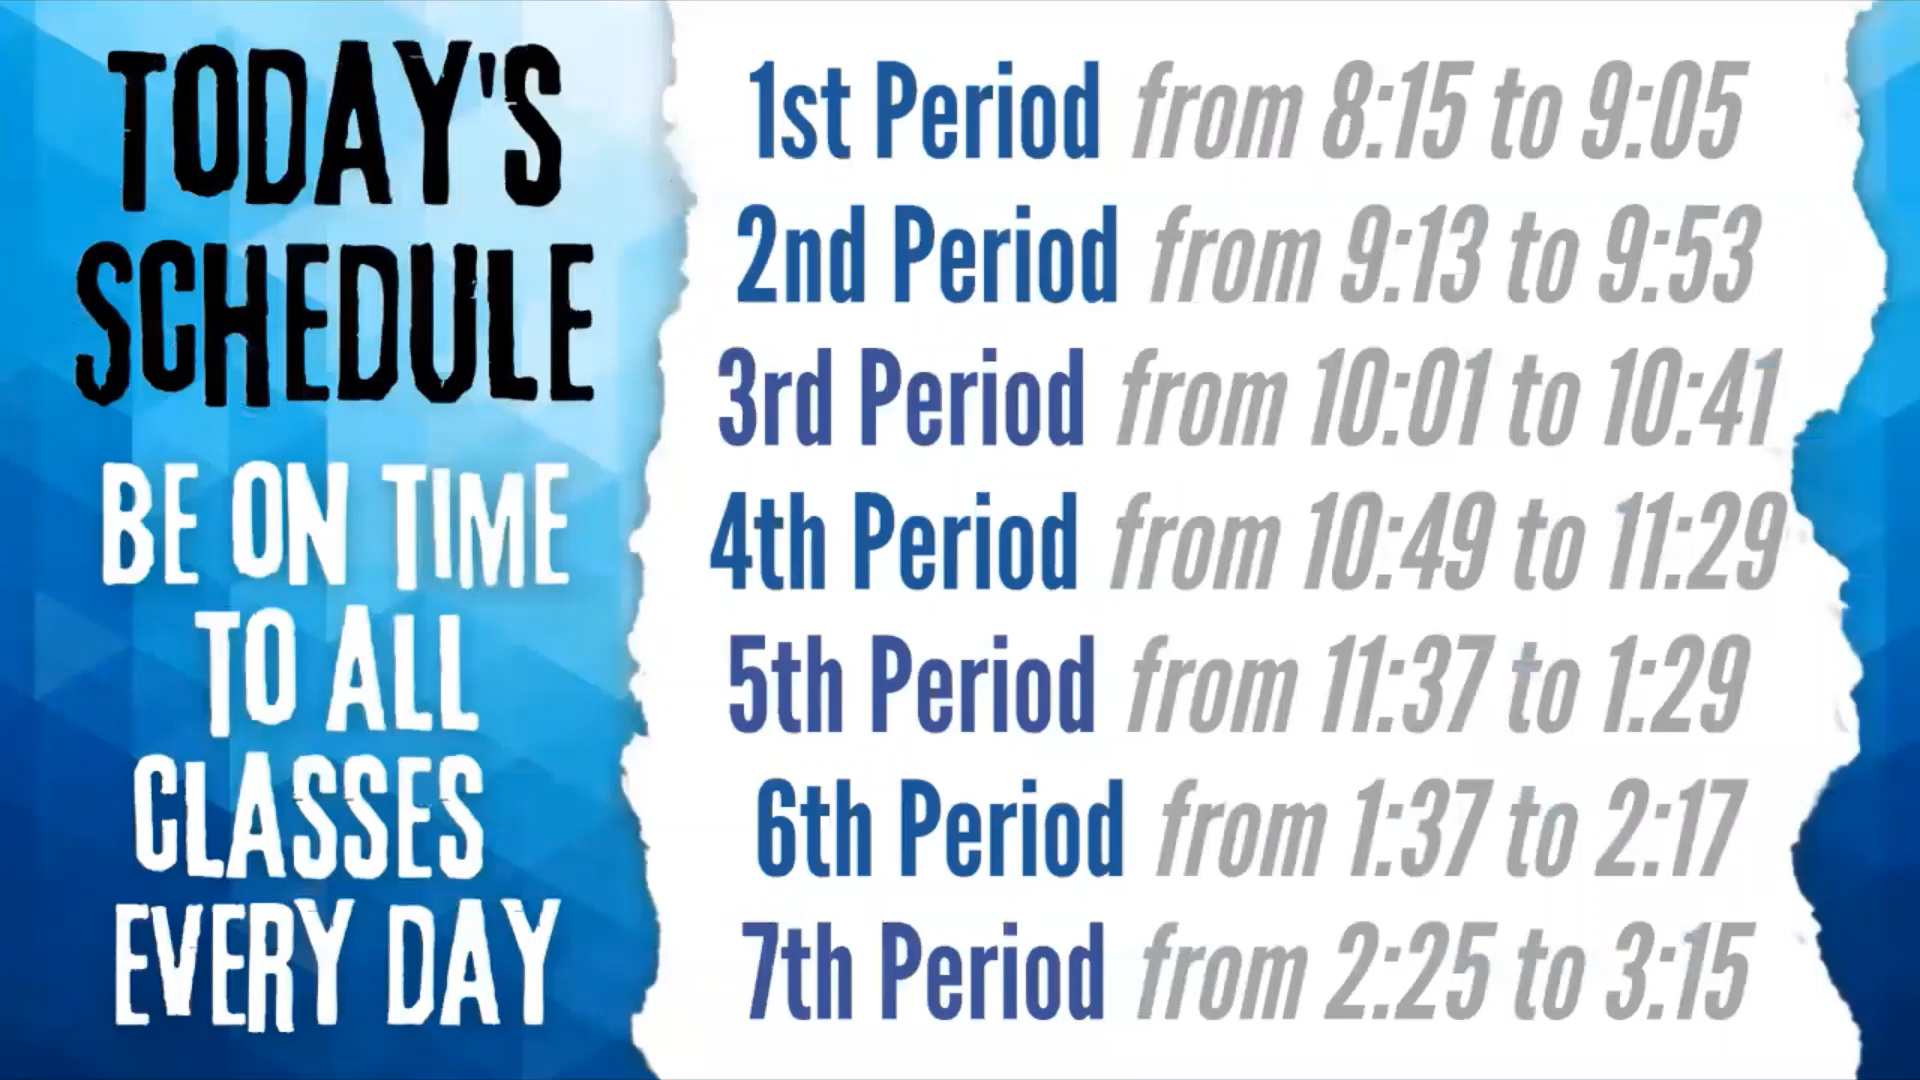 TODAY'S
SCHEDULE
BE ON TIME
TO ALL
CLASSES
EVERY DAY
1st Period from 8:15 to 9:05
2nd Period from 9:13 to 9:53
3rd Period from 10:01 to 10:41
4th Period from 10:49 to 11:29
5th Period from 11:37 to 1:29
6th Period from 1:37 to 2:17
7th Period from 2:25 to 3:15